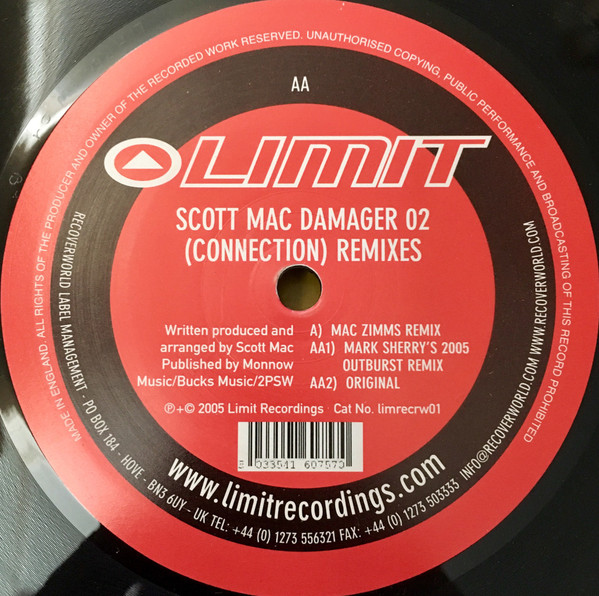 MADE IN ENGLAND. ALL RIGHTS OF THE PRODUCER AND OWNER OF THE RECORDED WORK RESERVED. UNAUTHORISED COPYING, PUBLIC PERFORMANCE AND BROADCASTING OF THIS RECORD PROHIBITED
AA
LIMIT
SCOTT MAC DAMAGER 02
(CONNECTION) REMIXES
Written produced and
arranged by Scott Mac
Published by Monnow
Music/Bucks Music/2PSW
A) MAC ZIMMS REMIX
AA1) MARK SHERRY'S 2005
OUTBURST REMIX
AA2) ORIGINAL
℗+© 2005 Limit Recordings Cat No. limrecrw01
5 033541 607570
www.limitrecordings.com
RECOVERWORLD LABEL MANAGEMENT - PO BOX 184 - HOVE - BN3 6UY - UK TEL: +44 (0) 1273 556321 FAX: +44 (0) 1273 503333 INFO@RECOVERWORLD.COM WWW.RECOVERWORLD.COM